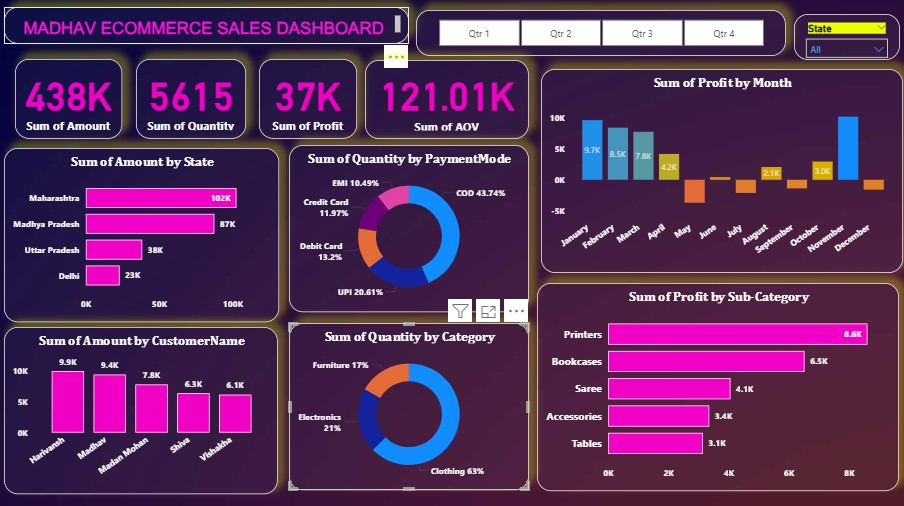 MADHAV ECOMMERCE SALES DASHBOARD
Qtr 1
Qtr 2
Qtr 3
Qtr 4
State
All
438K
Sum of Amount
5615
Sum of Quantity
37K
Sum of Profit
121.01K
Sum of AOV
Sum of Profit by Month
10K
5K
0K
-5K
9.7K
8.5K
7.8K
4.2K
2.1K
3.0K
January
February
March
April
May
June
July
August
September
October
November
December
Sum of Amount by State
Maharashtra
102K
Madhya Pradesh
87K
Uttar Pradesh
38K
Delhi
23K
0K
50K
100K
Sum of Quantity by PaymentMode
EMI 10.49%
COD 43.74%
Credit Card
11.97%
Debit Card
13.2%
UPI 20.61%
Sum of Profit by Sub-Category
Printers
8.6K
Bookcases
6.5K
Saree
4.1K
Accessories
3.4K
Tables
3.1K
0K
2K
4K
6K
8K
Sum of Amount by CustomerName
10K
5K
0K
9.9K
9.4K
7.8K
6.3K
6.1K
Harivansh
Madhav
Madan Mohan
Shiva
Vishakha
Sum of Quantity by Category
Furniture 17%
Electronics
21%
Clothing 63%